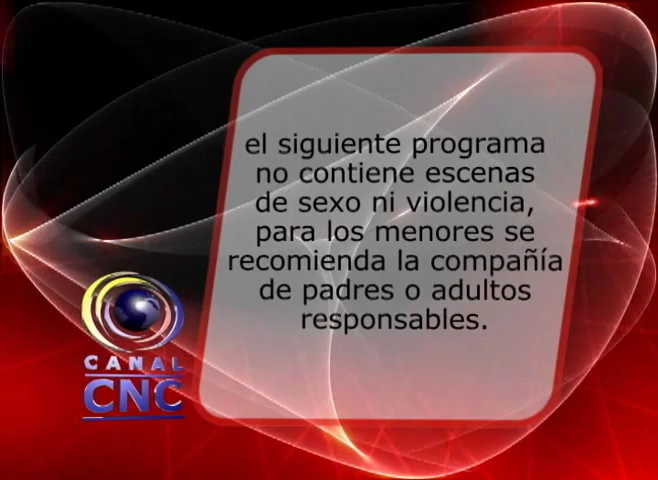 el siguiente programa
no contiene escenas
de sexo ni violencia,
para los menores se
recomienda la compañía
de padres o adultos
responsables.
CANAL
CNC